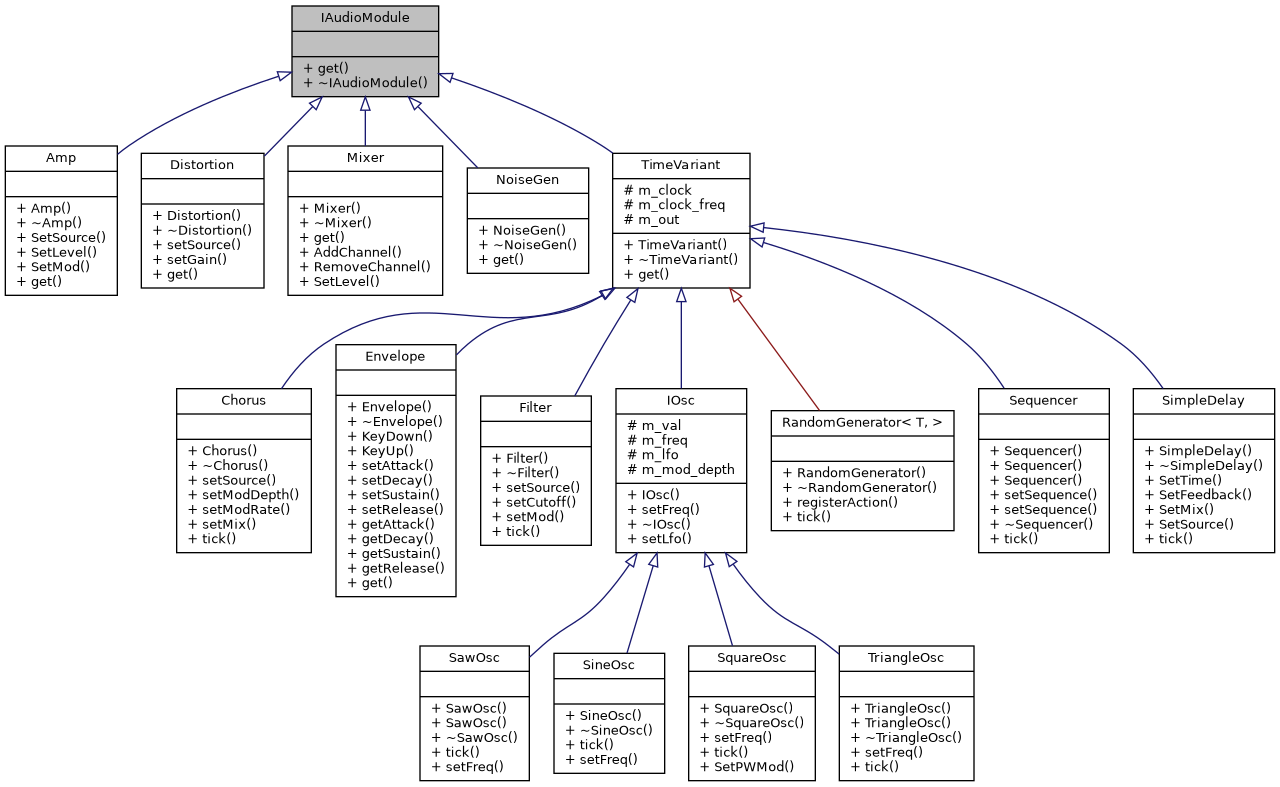 IAudioModule
+ get()
+ ~IAudioModule()
Amp
+ Amp()
+ ~Amp()
+ SetSource()
+ SetLevel()
+ SetMod()
+ get()
Distortion
+ Distortion()
+ ~Distortion()
+ setSource()
+ setGain()
+ get()
Mixer
+ Mixer()
+ ~Mixer()
+ get()
+ AddChannel()
+ RemoveChannel()
+ SetLevel()
NoiseGen
+ NoiseGen()
+ ~NoiseGen()
+ get()
TimeVariant
# m_clock
# m_clock_freq
# m_out
+ TimeVariant()
+ ~TimeVariant()
+ get()
Chorus
+ Chorus()
+ ~Chorus()
+ setSource()
+ setModDepth()
+ setModRate()
+ setMix()
+ tick()
Envelope
+ Envelope()
+ ~Envelope()
+ KeyDown()
+ KeyUp()
+ setAttack()
+ setDecay()
+ setSustain()
+ setRelease()
+ getAttack()
+ getDecay()
+ getSustain()
+ getRelease()
+ get()
Filter
+ Filter()
+ ~Filter()
+ setSource()
+ setCutoff()
+ setMod()
+ tick()
IOsc
# m_val
# m_freq
# m_lfo
# m_mod_depth
+ IOsc()
+ setFreq()
+ ~IOsc()
+ setLfo()
RandomGenerator< T, >
+ RandomGenerator()
+ ~RandomGenerator()
+ registerAction()
+ tick()
Sequencer
+ Sequencer()
+ Sequencer()
+ Sequencer()
+ setSequence()
+ setSequence()
+ ~Sequencer()
+ tick()
SimpleDelay
+ SimpleDelay()
+ ~SimpleDelay()
+ SetTime()
+ SetFeedback()
+ SetMix()
+ SetSource()
+ tick()
SawOsc
+ SawOsc()
+ SawOsc()
+ ~SawOsc()
+ tick()
+ setFreq()
SineOsc
+ SineOsc()
+ ~SineOsc()
+ tick()
+ setFreq()
SquareOsc
+ SquareOsc()
+ ~SquareOsc()
+ setFreq()
+ tick()
+ SetPWMod()
TriangleOsc
+ TriangleOsc()
+ TriangleOsc()
+ ~TriangleOsc()
+ setFreq()
+ tick()